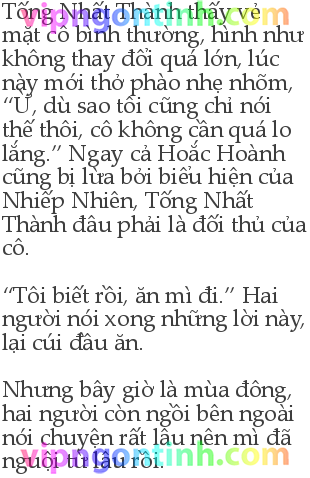 Tống Nhất Thành thấy vẻ
mặt cô bình thường, hình như
không thay đổi quá lớn, lúc
này mới thở phào nhẹ nhõm,
“Ừ, dù sao tôi cũng chỉ nói
thế thôi, cô không cần quá lo
lắng.” Ngay cả Hoắc Hoành
cũng bị lừa bởi biểu hiện của
Nhiếp Nhiên, Tống Nhất
Thành đâu phải là đối thủ của
cô.
“Tôi biết rồi, ăn mì đi.” Hai
người nói xong những lời này,
lại cúi đầu ăn.
Nhưng bây giờ là mùa đông,
hai người còn ngồi bên ngoài
nói chuyện rất lâu nên mì đã
nguội từ lâu rồi.
vipngontinh.com
vipngontinh.com